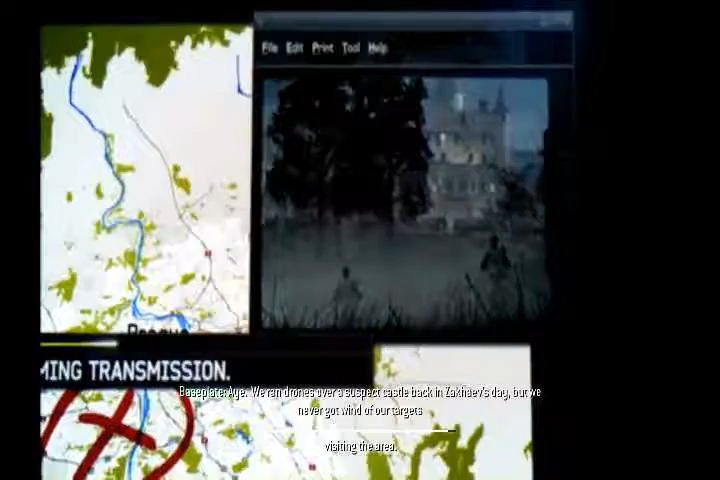 File Edit Print Tool Help
Prague
MING TRANSMISSION.
Baseplate: Aye. We ran drones over a suspect castle back in Zakhaev's day, but we
never got wind of our targets
visiting the area.